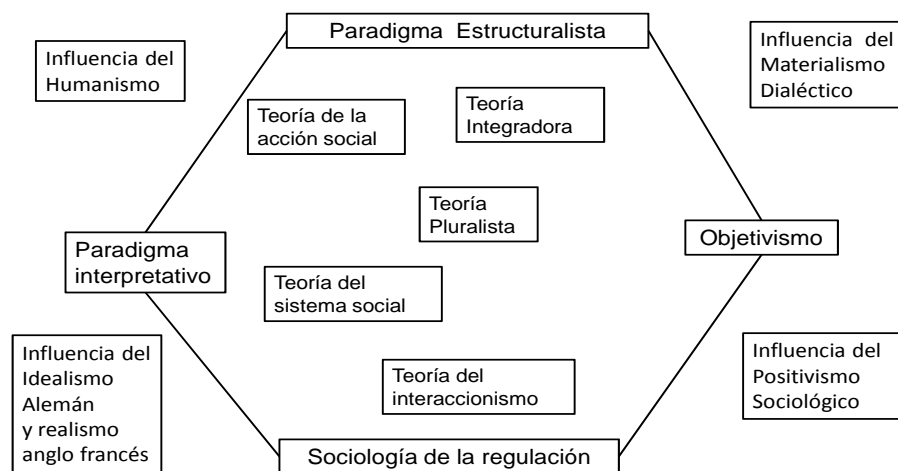 Paradigma Estructuralista
Influencia del
Humanismo
Influencia del
Materialismo
Dialéctico
Teoría de la
acción social
Teoría
Integradora
Teoría
Pluralista
Paradigma
interpretativo
Objetivismo
Teoría del
sistema social
Influencia del
Idealismo
Alemán
y realismo
anglo francés
Teoría del
interaccionismo
Influencia del
Positivismo
Sociológico
Sociología de la regulación